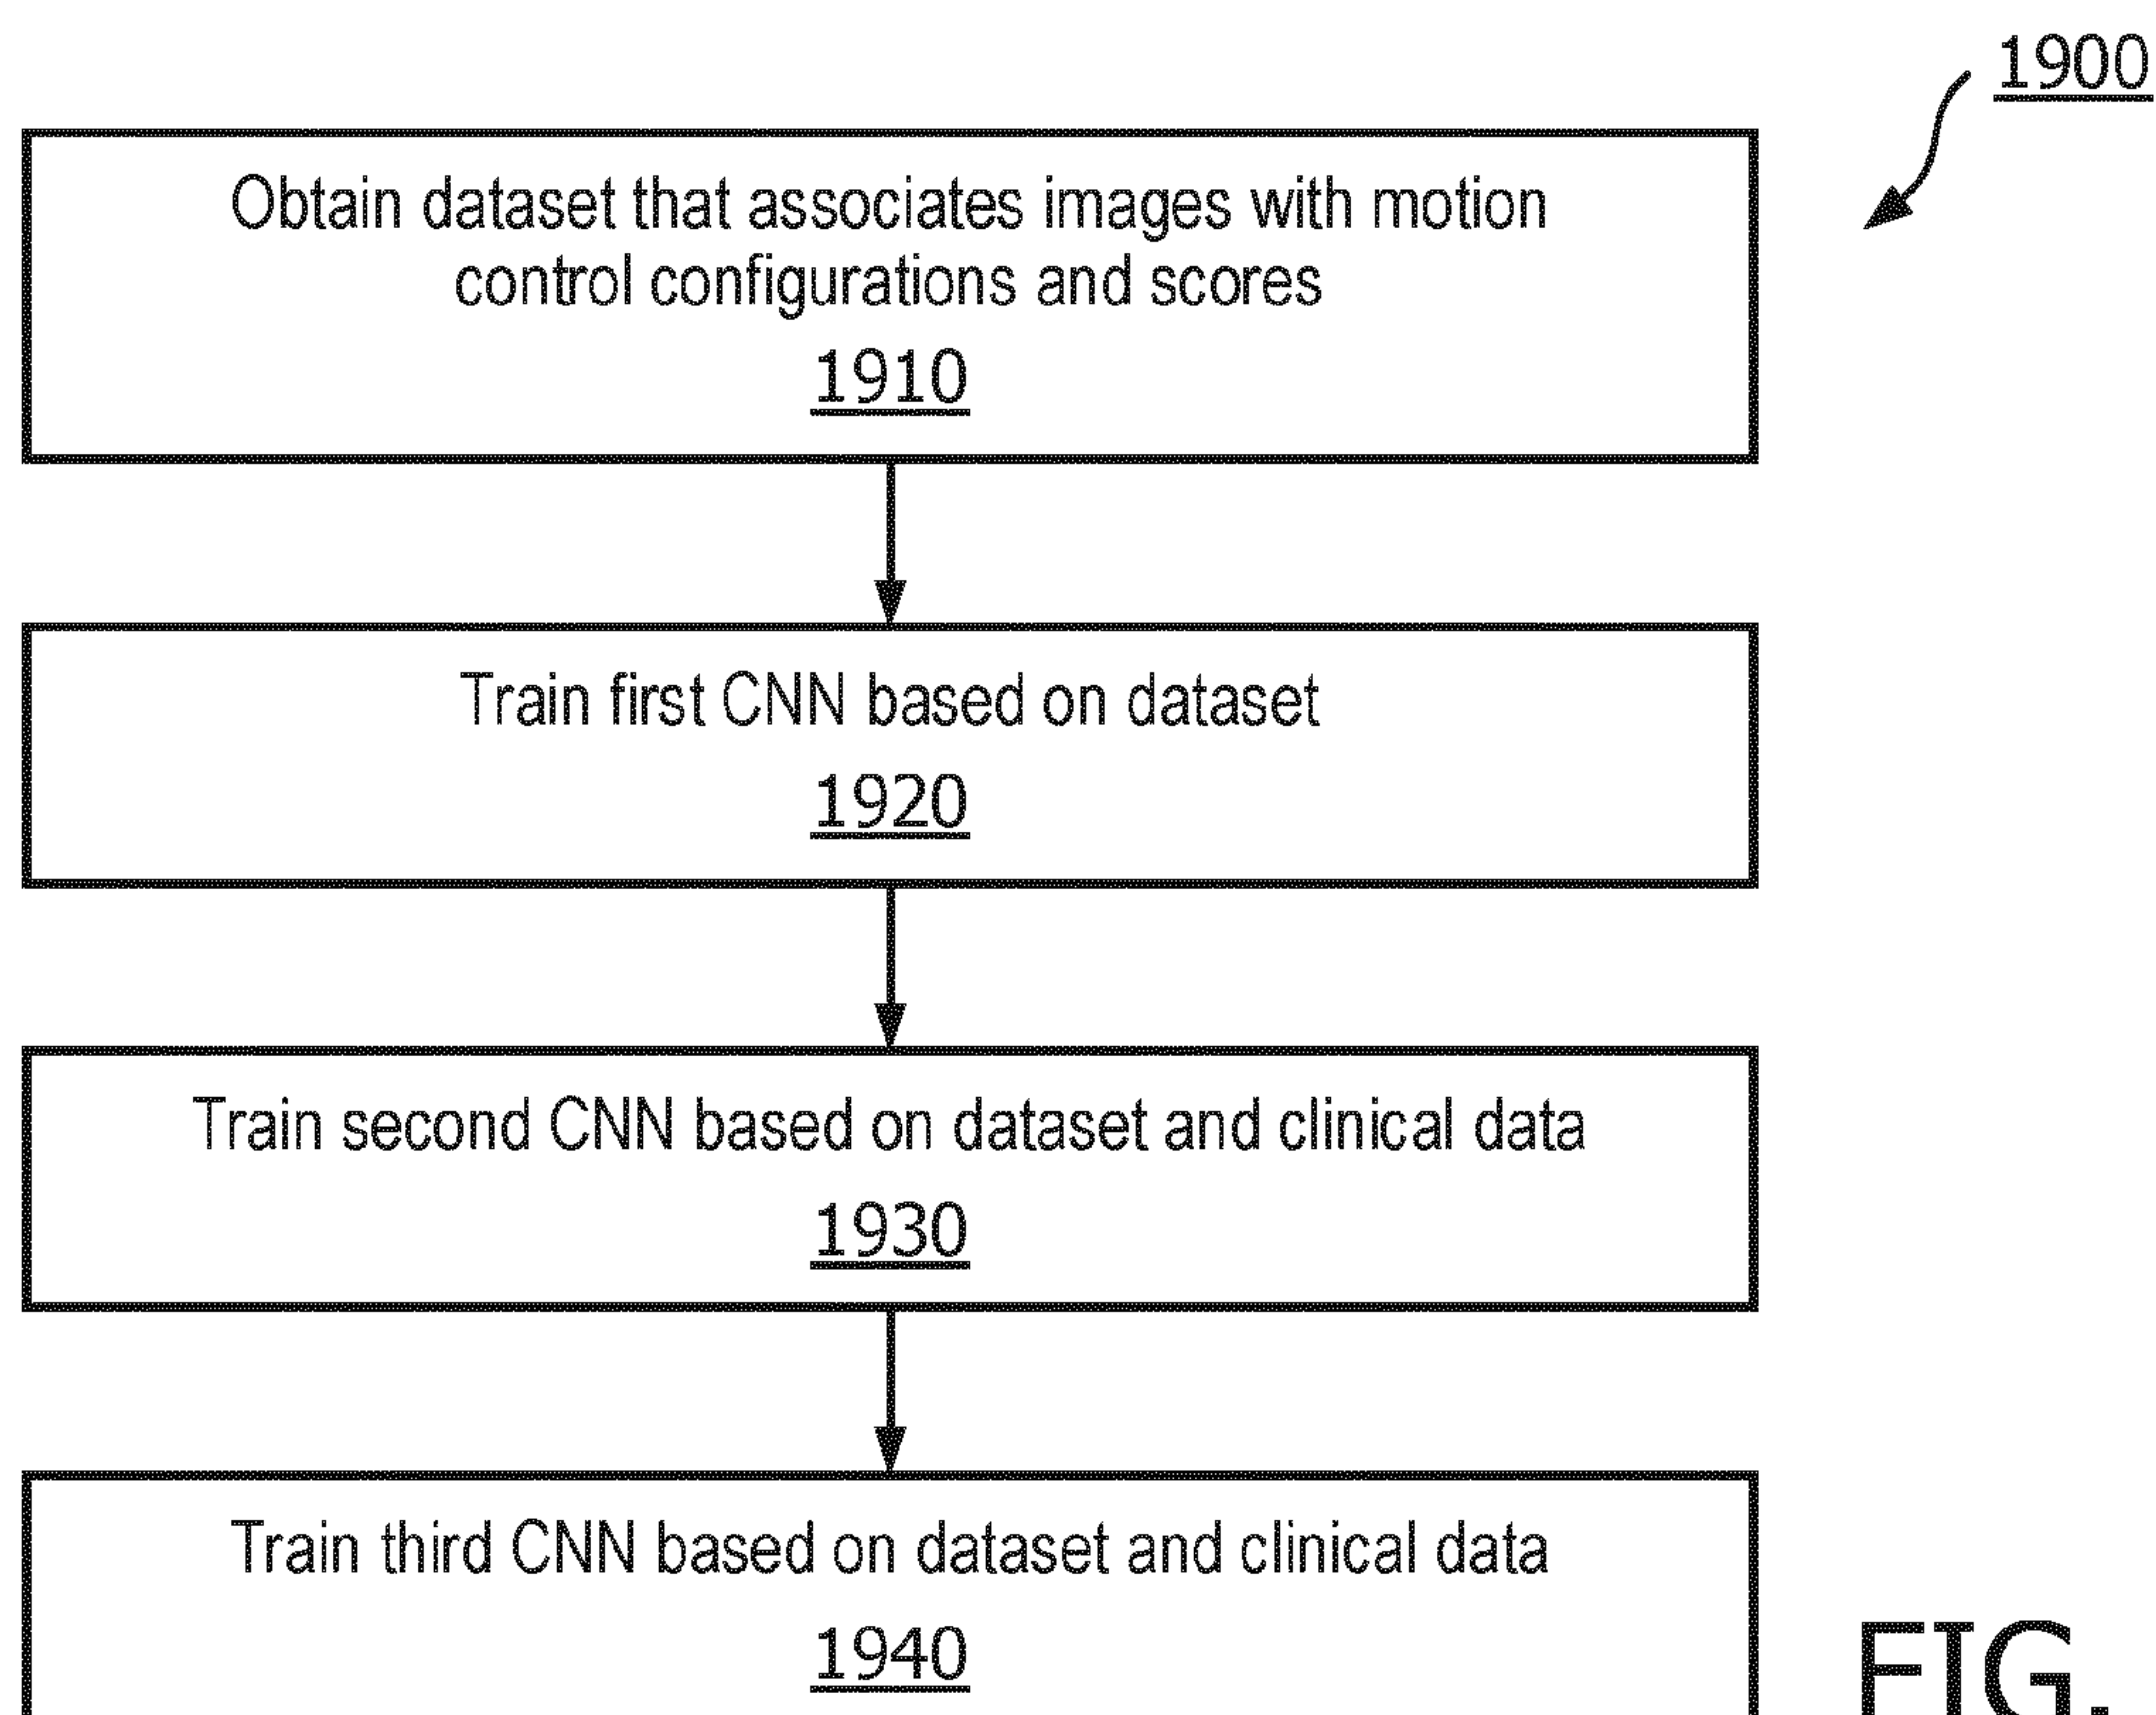 1900
Obtain dataset that associates images with motion
control configurations and scores
1910
Train first CNN based on dataset
1920
Train second CNN based on dataset and clinical data
1930
Train third CNN based on dataset and clinical data
1940
FIG.